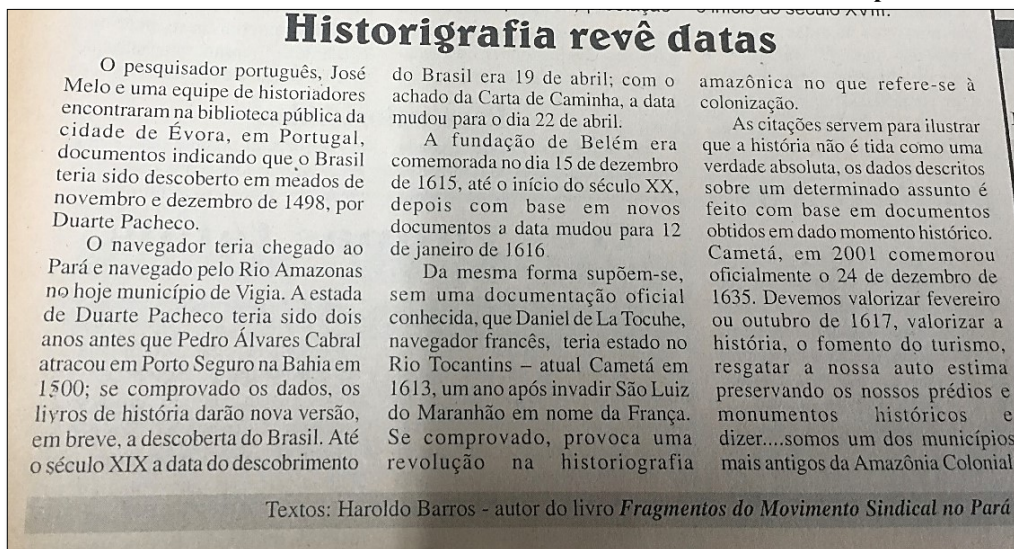 o início do século XVIII.
Historigrafia revê datas
O pesquisador português, José
Melo e uma equipe de historiadores
encontraram na biblioteca pública da
cidade de Évora, em Portugal,
documentos indicando que o Brasil
teria sido descoberto em meados de
novembro e dezembro de 1498, por
Duarte Pacheco.
O navegador teria chegado ao
Pará e navegado pelo Rio Amazonas
no hoje município de Vigia. A estada
de Duarte Pacheco teria sido dois
anos antes que Pedro Álvares Cabral
atracou em Porto Seguro na Bahia em
1500; se comprovado os dados, os
livros de história darão nova versão,
em breve, a descoberta do Brasil. Até
o século XIX a data do descobrimento
do Brasil era 19 de abril; com o
achado da Carta de Caminha, a data
mudou para o dia 22 de abril.
A fundação de Belém era
comemorada no dia 15 de dezembro
de 1615, até o início do século XX,
depois com base em novos
documentos a data mudou para 12
de janeiro de 1616.
Da mesma forma supõem-se,
sem uma documentação oficial
conhecida, que Daniel de La Tocuhe,
navegador francês, teria estado no
Rio Tocantins – atual Cametá em
1613, um ano após invadir São Luiz
do Maranhão em nome da França.
Se comprovado, provoca uma
revolução na historiografia
amazônica no que refere-se à
colonização.
As citações servem para ilustrar
que a história não é tida como uma
verdade absoluta, os dados descritos
sobre um determinado assunto é
feito com base em documentos
obtidos em dado momento histórico.
Cametá, em 2001 comemorou
oficialmente o 24 de dezembro de
1635. Devemos valorizar fevereiro
ou outubro de 1617, valorizar a
história, o fomento do turismo,
resgatar a nossa auto estima
preservando os nossos prédios e
monumentos históricos e
dizer....somos um dos municípios
mais antigos da Amazônia Colonial
Textos: Haroldo Barros - autor do livro Fragmentos do Movimento Sindical no Pará